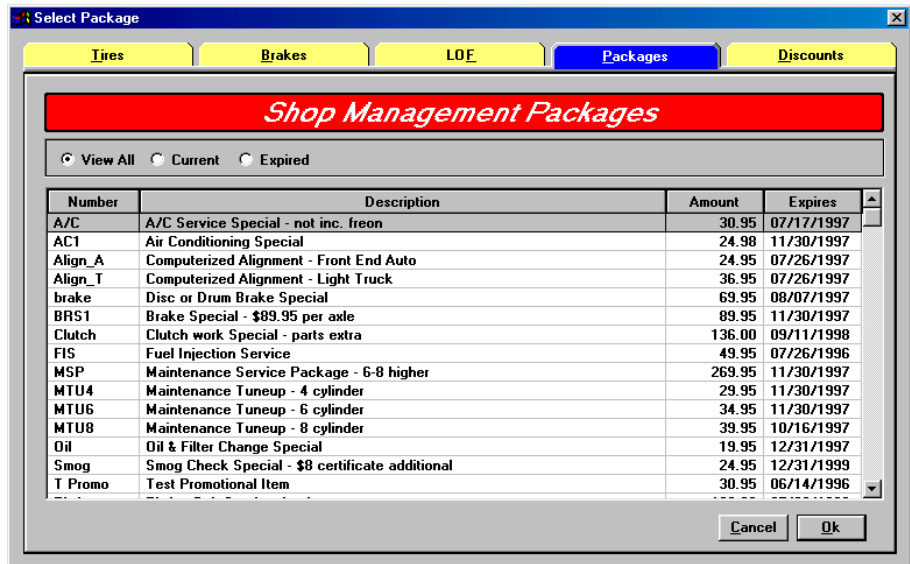 Select Package
Tires Brakes LOF Packages Discounts
Shop Management Packages
View All Current Expired
Number Description Amount Expires
A/C A/C Service Special - not inc. freon 30.95 07/17/1997
AC1 Air Conditioning Special 24.98 11/30/1997
Align_A Computerized Alignment - Front End Auto 24.95 07/26/1997
Align_T Computerized Alignment - Light Truck 36.95 07/26/1997
brake Disc or Drum Brake Special 69.95 08/07/1997
BRS1 Brake Special - $89.95 per axle 89.95 11/30/1997
Clutch Clutch work Special - parts extra 136.00 09/11/1998
FIS Fuel Injection Service 49.95 07/26/1996
MSP Maintenance Service Package - 6-8 higher 269.95 11/30/1997
MTU4 Maintenance Tuneup - 4 cylinder 29.95 11/30/1997
MTU6 Maintenance Tuneup - 6 cylinder 34.95 11/30/1997
MTU8 Maintenance Tuneup - 8 cylinder 39.95 10/16/1997
Oil Oil & Filter Change Special 19.95 12/31/1997
Smog Smog Check Special - $8 certificate additional 24.95 12/31/1999
T Promo Test Promotional Item 30.95 06/14/1996
Cancel Ok